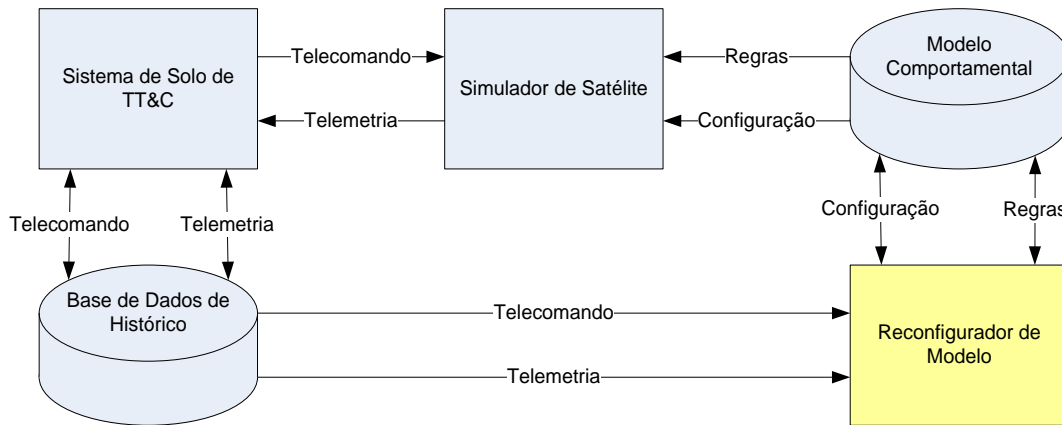 Sistema de Solo de
TT&C
Telecomando
Telemetria
Simulador de Satélite
Regras
Configuração
Modelo
Comportamental
Telecomando
Telemetria
Configuração
Regras
Base de Dados de
Histórico
Telecomando
Telemetria
Reconfigurador de
Modelo